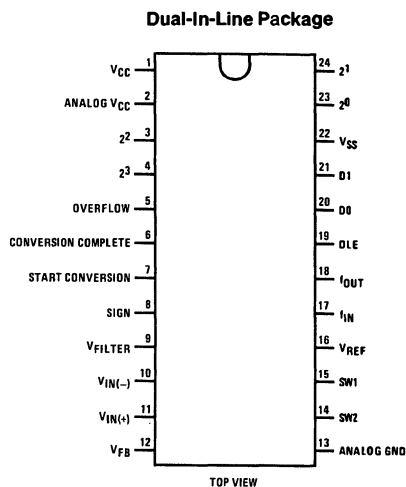 Dual-In-Line Package
VCC 1 24 2¹
ANALOG VCC 2 23 2⁰
2² 3 22 VSS
2³ 4 21 D1
OVERFLOW 5 20 D0
CONVERSION COMPLETE 6 19 DLE
START CONVERSION 7 18 fOUT
SIGN 8 17 fIN
VFILTER 9 16 VREF
VIN(−) 10 15 SW1
VIN(+) 11 14 SW2
VFB 12 13 ANALOG GND
TOP VIEW